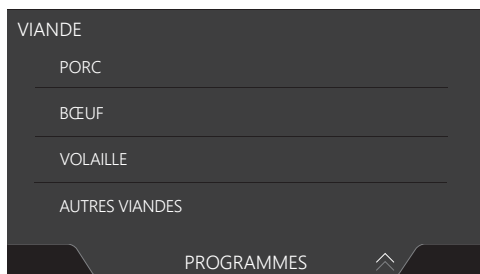 VIANDE
PORC
BŒUF
VOLAILLE
AUTRES VIANDES
PROGRAMMES